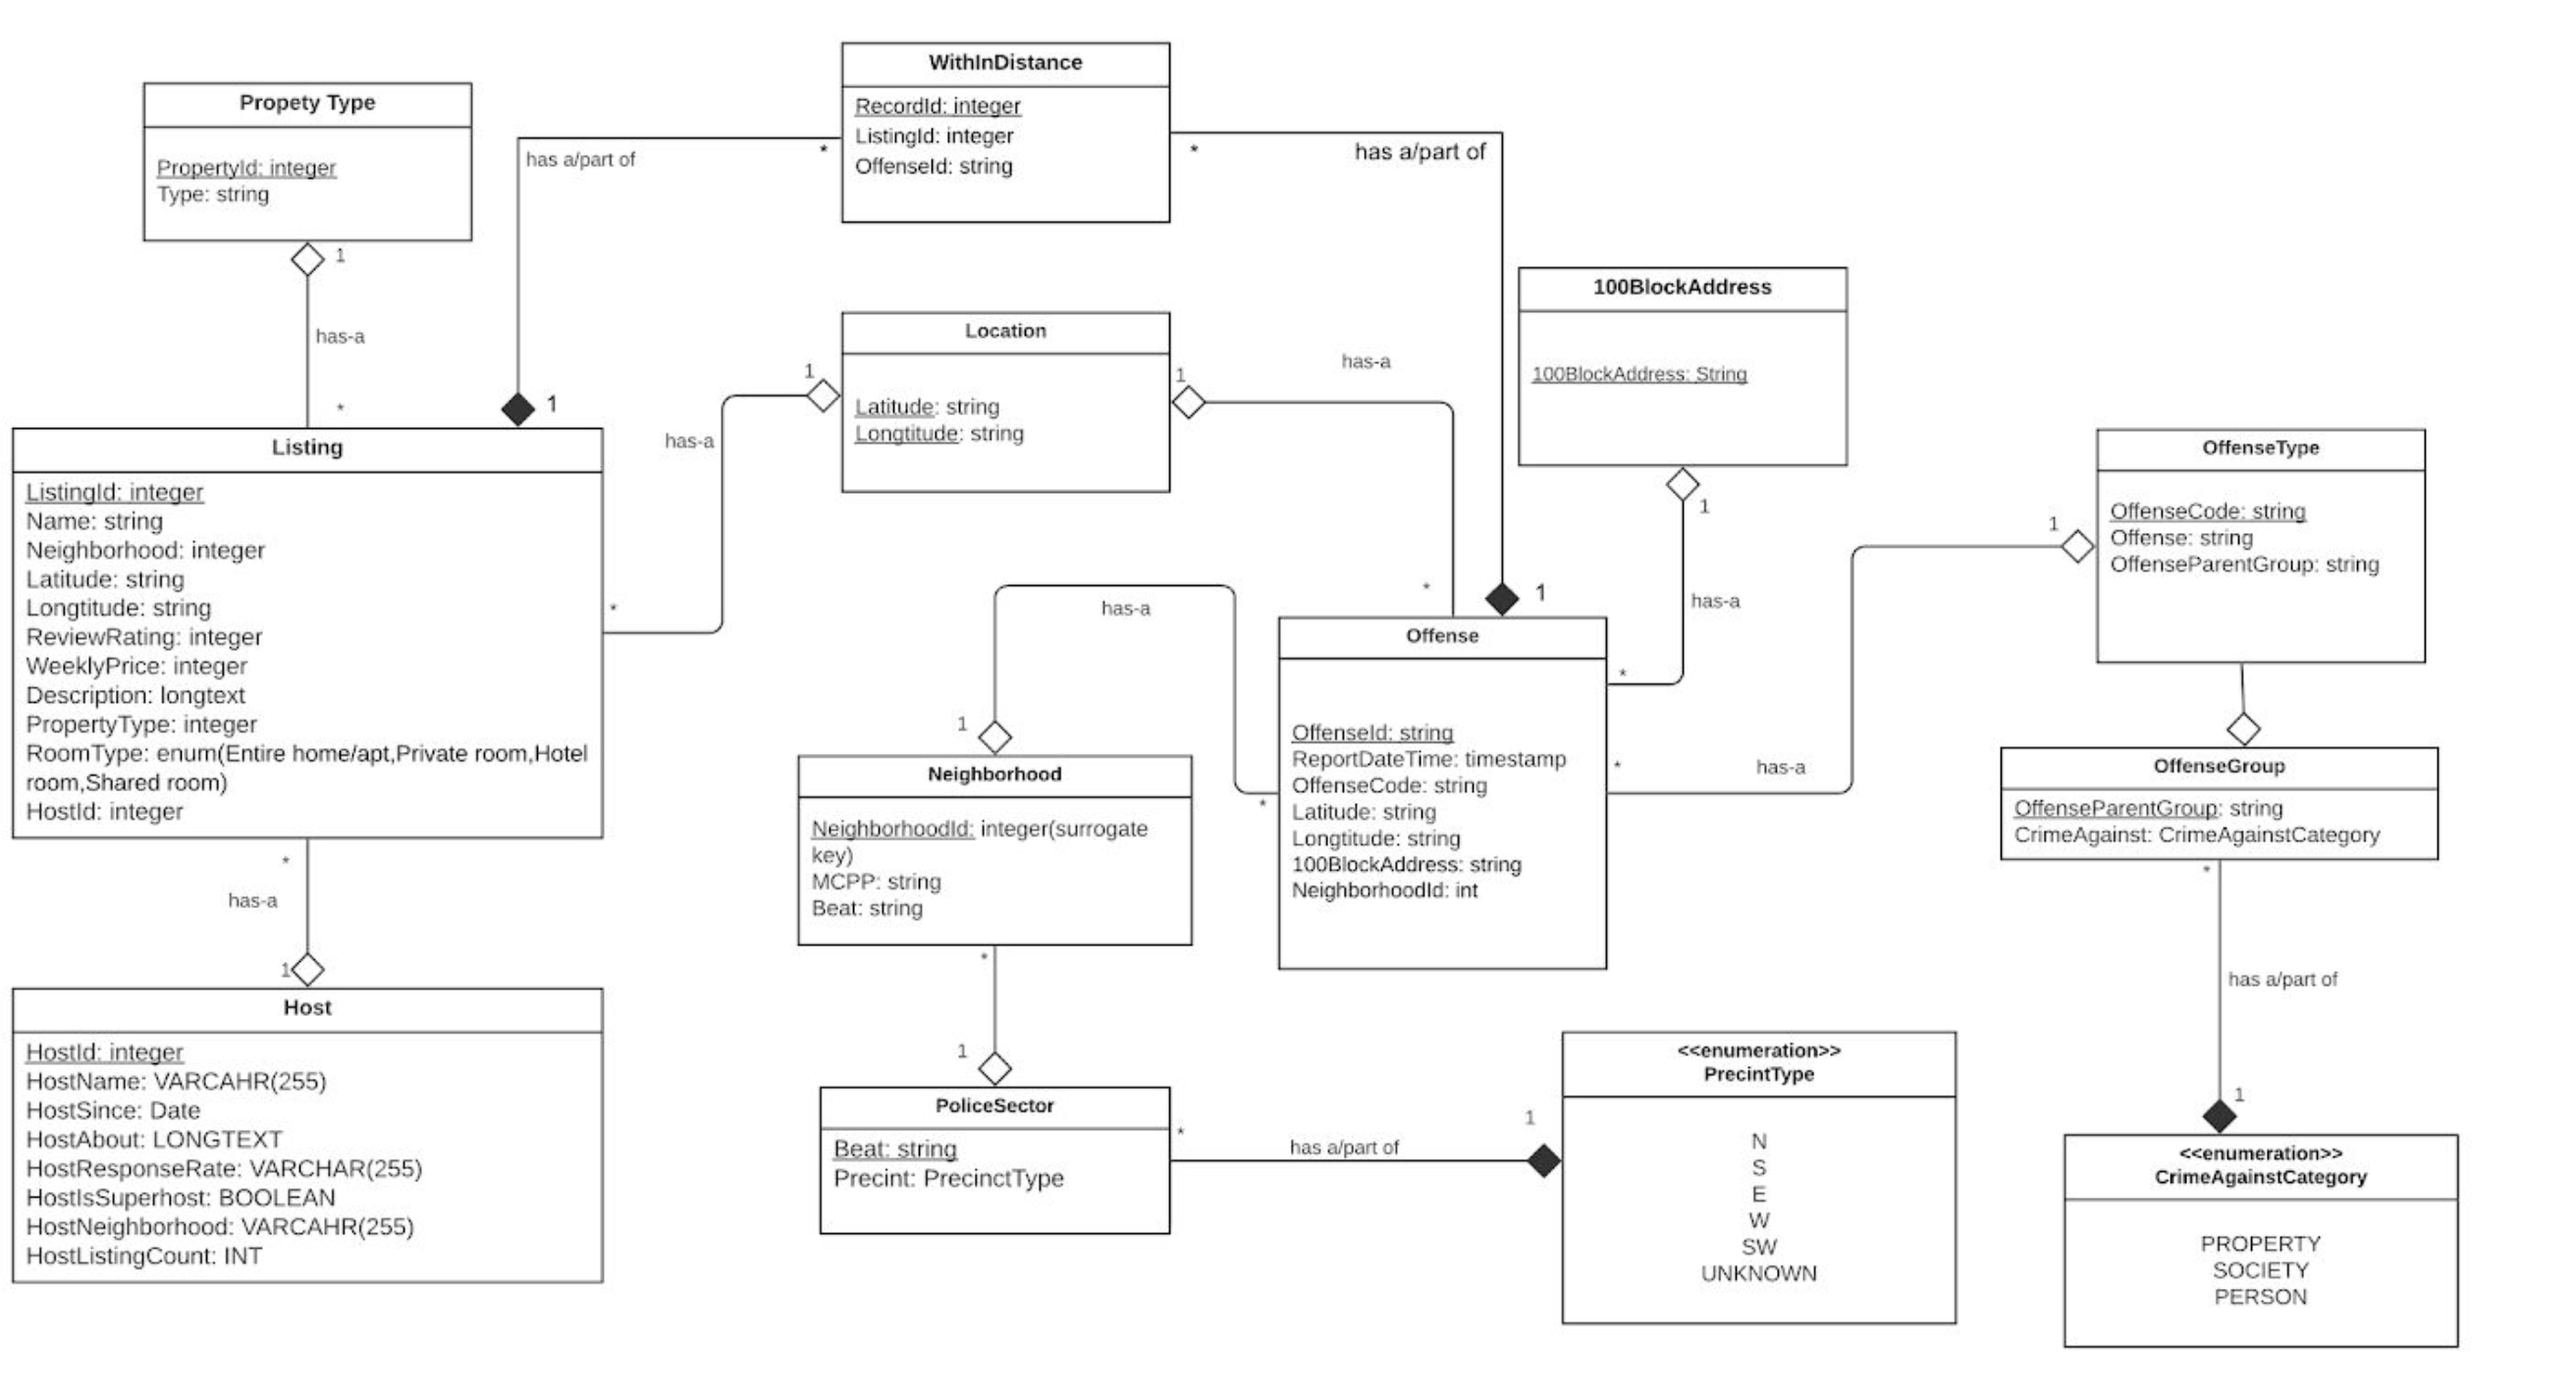 WithInDistance
RecordId: integer
ListingId: integer
OffenseId: string
Propety Type
PropertyId: integer
Type: string
has a/part of
*
*
has a/part of
1
has-a
*
1
100BlockAddress
100BlockAddress: String
Location
Latitude: string
Longtitude: string
1
has-a
1
has-a
Listing
ListingId: integer
Name: string
Neighborhood: integer
Latitude: string
Longtitude: string
ReviewRating: integer
WeeklyPrice: integer
Description: longtext
PropertyType: integer
RoomType: enum(Entire home/apt,Private room,Hotel
room,Shared room)
HostId: integer
*
OffenseType
OffenseCode: string
Offense: string
OffenseParentGroup: string
1
1
has-a
*
*
1
has-a
1
Offense
OffenseId: string
ReportDateTime: timestamp
OffenseCode: string
Latitude: string
Longtitude: string
100BlockAddress: string
NeighborhoodId: int
*
*
has-a
*
Neighborhood
NeighborhoodId: integer(surrogate
key)
MCPP: string
Beat: string
OffenseGroup
OffenseParentGroup: string
CrimeAgainst: CrimeAgainstCategory
*
has a/part of
1
*
has-a
1
Host
HostId: integer
HostName: VARCAHR(255)
HostSince: Date
HostAbout: LONGTEXT
HostResponseRate: VARCHAR(255)
HostIsSuperhost: BOOLEAN
HostNeighborhood: VARCAHR(255)
HostListingCount: INT
*
1
PoliceSector
Beat: string
Precint: PrecinctType
*
has a/part of
1
<<enumeration>>
PrecintType
N
S
E
W
SW
UNKNOWN
<<enumeration>>
CrimeAgainstCategory
PROPERTY
SOCIETY
PERSON